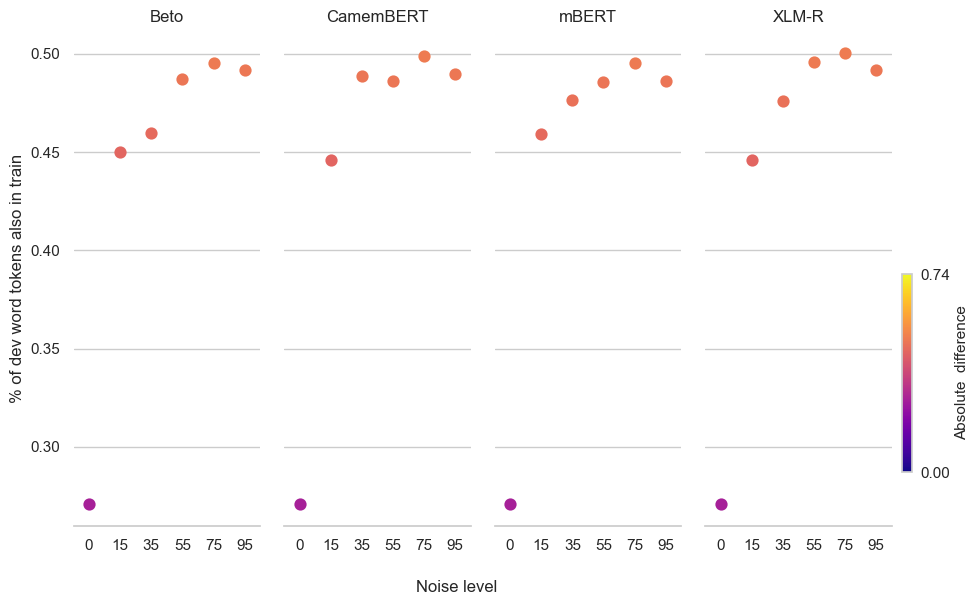 Beto CamemBERT mBERT XLM-R
0.50
0.45
0.40
0.35
0.30
% of dev word tokens also in train
0 15 35 55 75 95 0 15 35 55 75 95 0 15 35 55 75 95 0 15 35 55 75 95
Noise level
0.74
0.00
Absolute difference